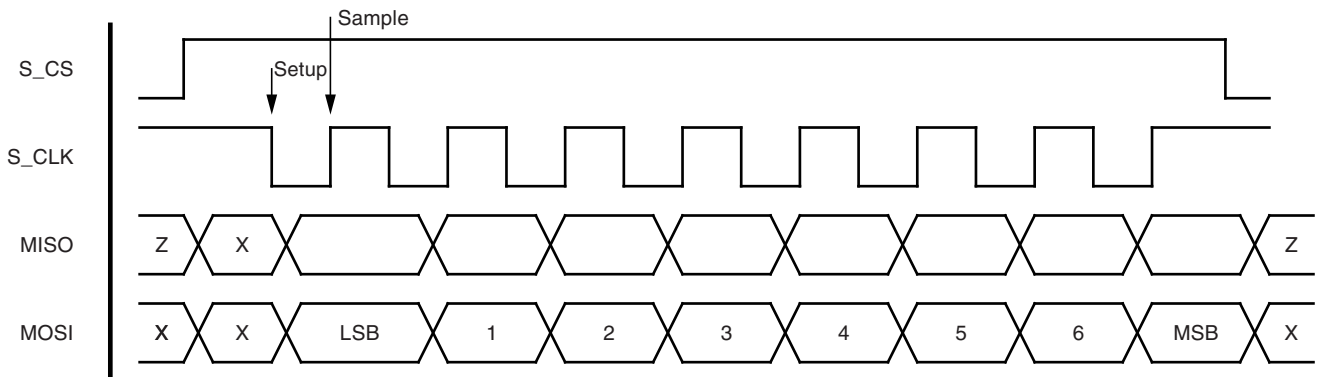 Sample
S_CS
Setup
S_CLK
MISO Z X Z
MOSI X X LSB 1 2 3 4 5 6 MSB X